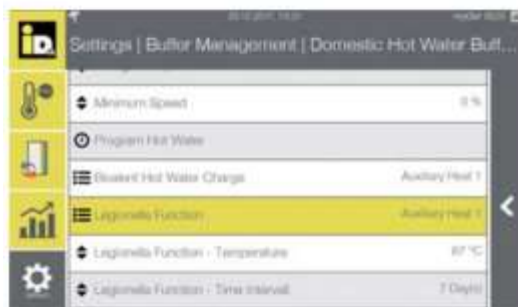 iD
Settings | Buffer Management | Domestic Hot Water Buff...
Minimum Speed 0 %
Program Hot Water
Bivalent Hot Water Charge Auxiliary Heat 1
Legionella Function Auxiliary Heat 1
Legionella Function - Temperature 67 °C
Legionella Function - Time Interval 7 Day(s)